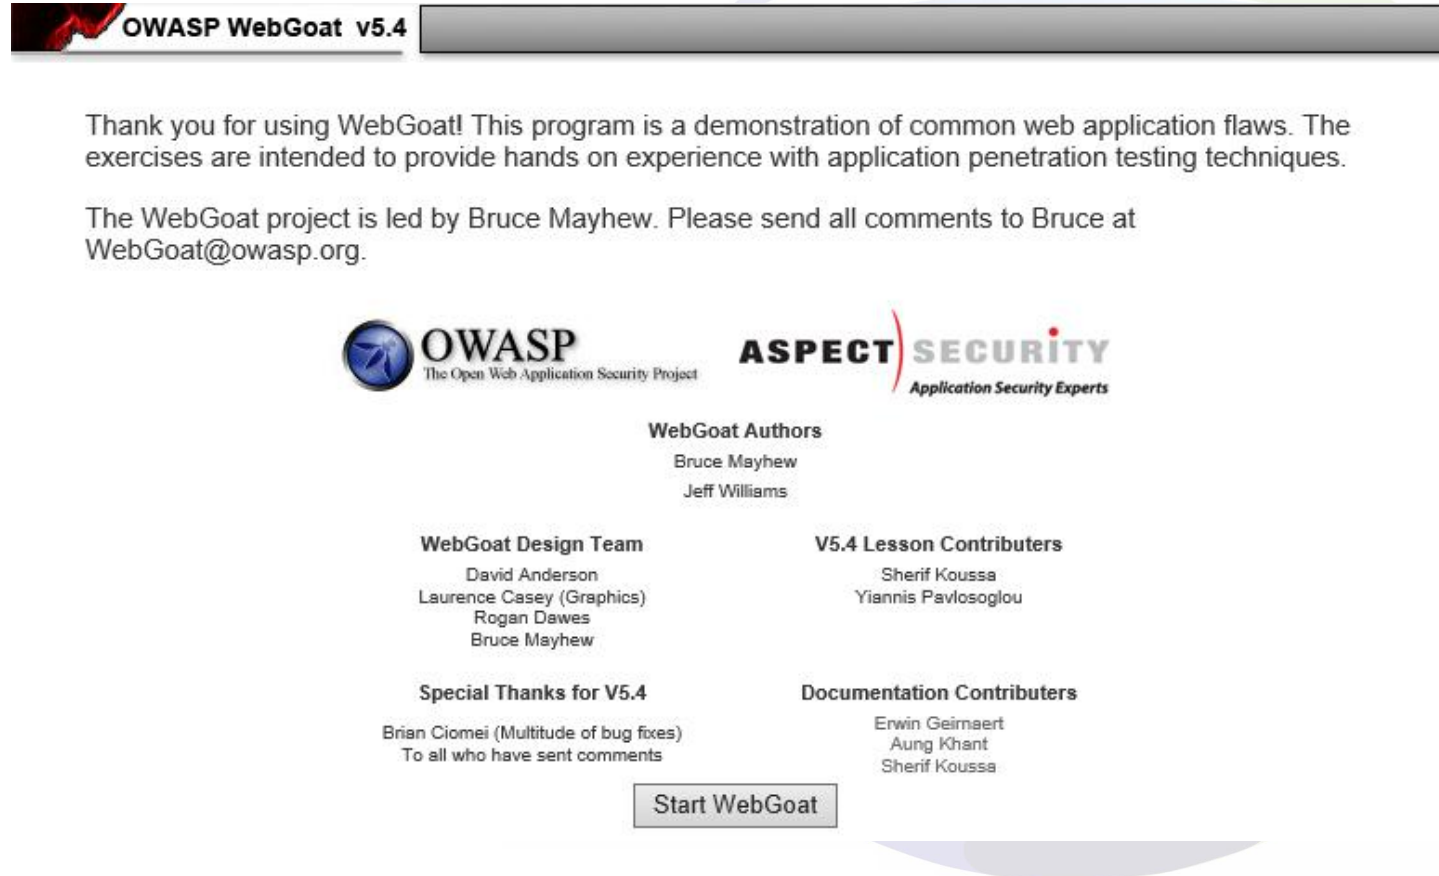 OWASP WebGoat v5.4
Thank you for using WebGoat! This program is a demonstration of common web application flaws. The
exercises are intended to provide hands on experience with application penetration testing techniques.
The WebGoat project is led by Bruce Mayhew. Please send all comments to Bruce at
WebGoat@owasp.org.
OWASP
The Open Web Application Security Project
ASPECT SECURITY
Application Security Experts
WebGoat Authors
Bruce Mayhew
Jeff Williams
WebGoat Design Team
David Anderson
Laurence Casey (Graphics)
Rogan Dawes
Bruce Mayhew
V5.4 Lesson Contributers
Sherif Koussa
Yiannis Pavlosoglou
Special Thanks for V5.4
Brian Ciomei (Multitude of bug fixes)
To all who have sent comments
Documentation Contributers
Erwin Geirnaert
Aung Khant
Sherif Koussa
Start WebGoat